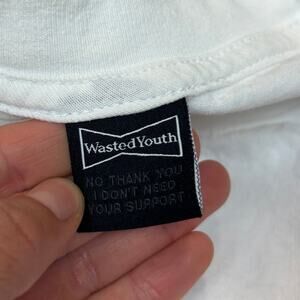 Wasted Youth
NO THANK YOU
I DON'T NEED
YOUR SUPPORT